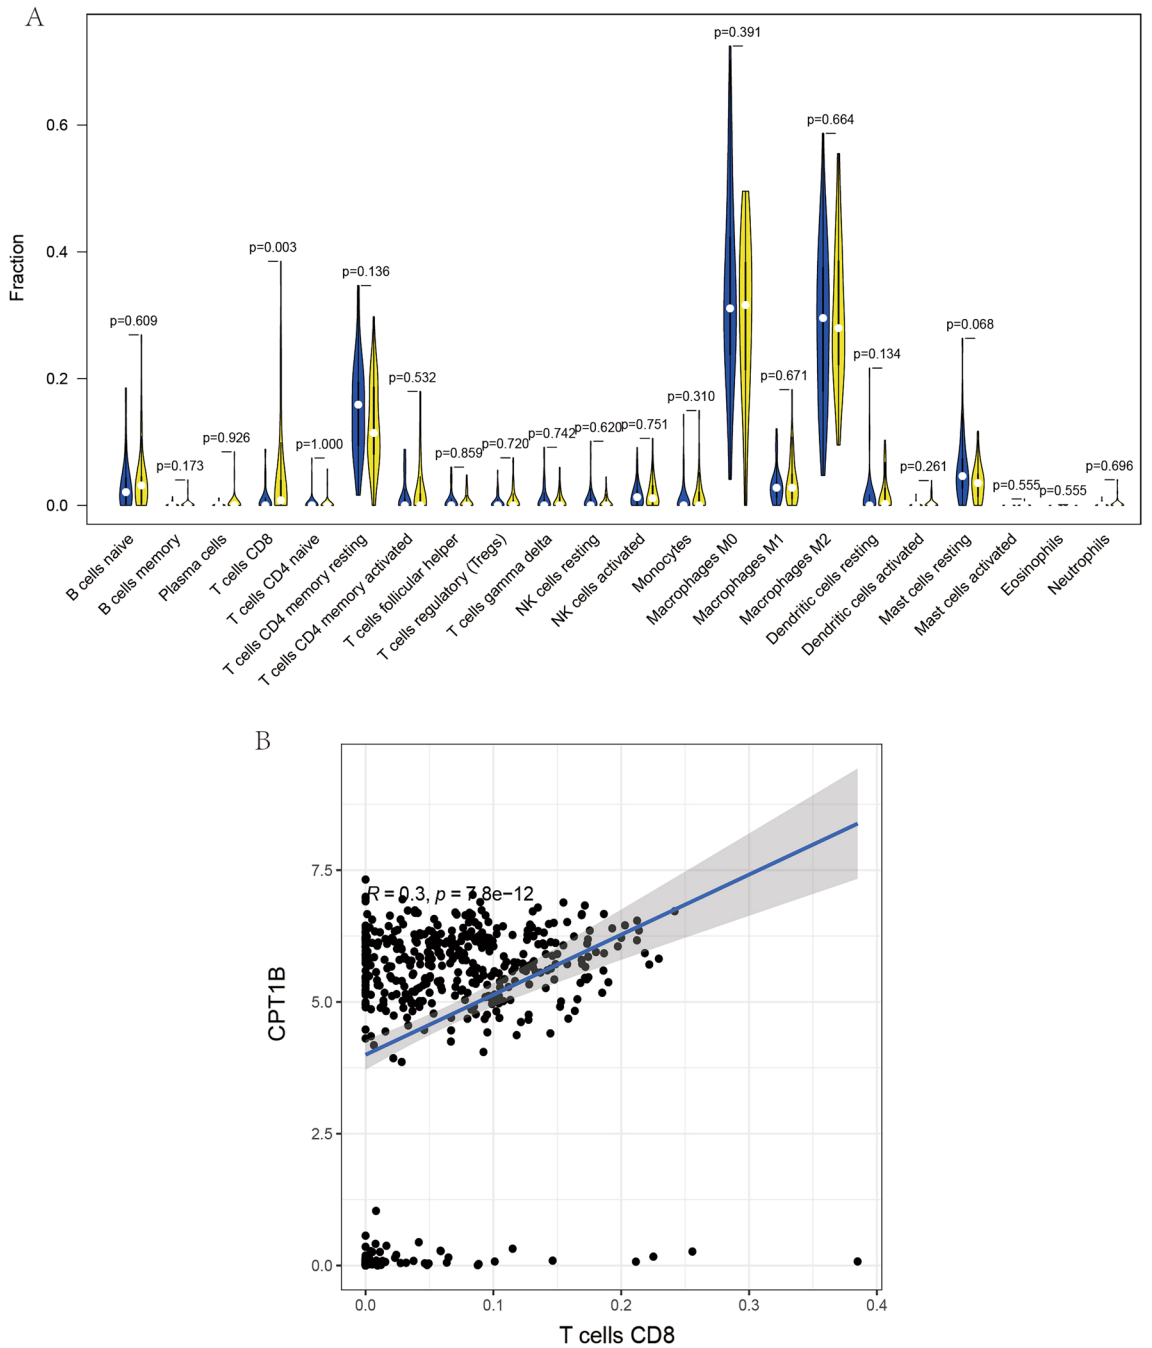 A
p=0.391
p=0.664
0.6
p=0.003
0.4
p=0.136
p=0.609
p=0.134
p=0.068
0.2
p=0.532
p=0.671
p=0.310
p=0.926
p=1.000
p=0.859
p=0.720
p=0.742
p=0.620
p=0.751
p=0.173
p=0.261
p=0.696
p=0.555
p=0.555
0.0
Fraction
B cells naive
B cells memory
Plasma cells
T cells CD8
T cells CD4 naive
T cells CD4 memory resting
T cells CD4 memory activated
T cells follicular helper
T cells regulatory (Tregs)
T cells gamma delta
NK cells resting
NK cells activated
Monocytes
Macrophages M0
Macrophages M1
Macrophages M2
Dendritic cells resting
Dendritic cells activated
Mast cells resting
Mast cells activated
Eosinophils
Neutrophils
B
R = 0.3, p = 7.8e−12
7.5
5.0
2.5
0.0
CPT1B
0.0 0.1 0.2 0.3 0.4
T cells CD8